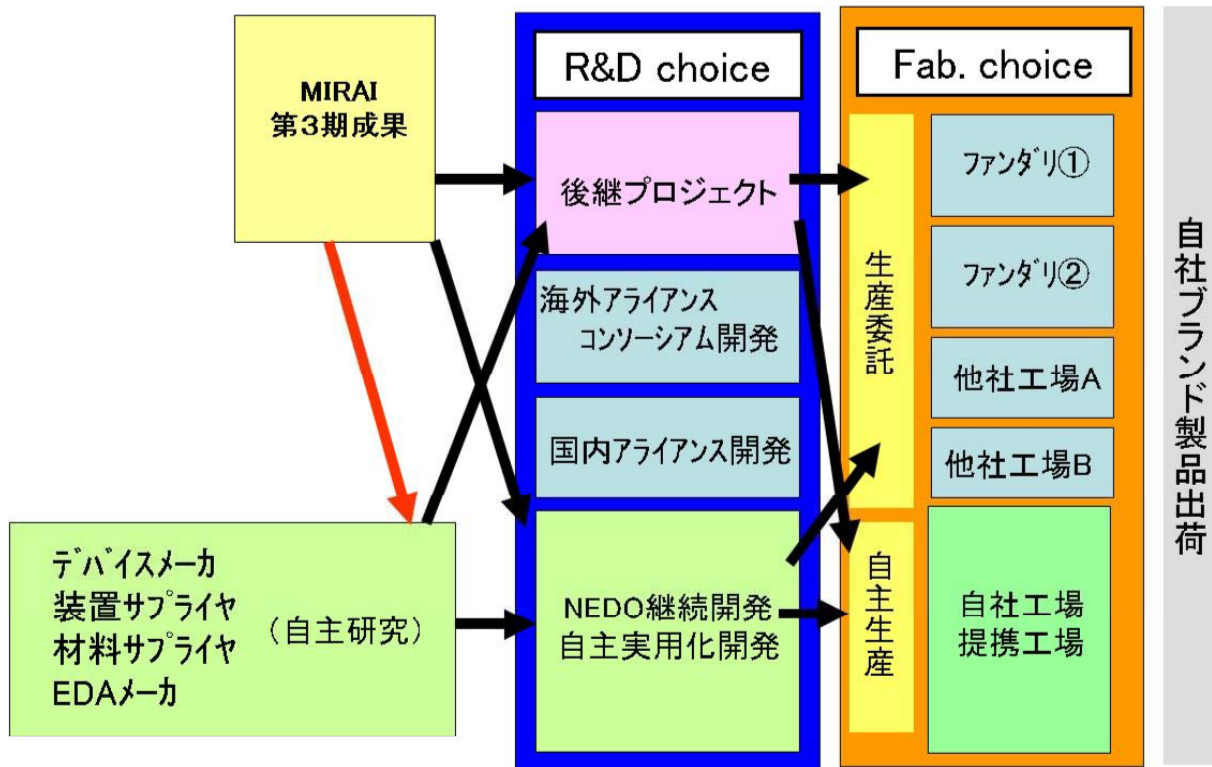 MIRAI
第3期成果
デバイスメーカ
装置サプライヤ
材料サプライヤ
EDAメーカ
(自主研究)
R&D choice
後継プロジェクト
海外アライアンス
コンソーシアム開発
国内アライアンス開発
NEDO継続開発
自主実用化開発
Fab. choice
生産委託
自主生産
ファンダリ①
ファンダリ②
他社工場A
他社工場B
自社工場
提携工場
自社ブランド製品出荷